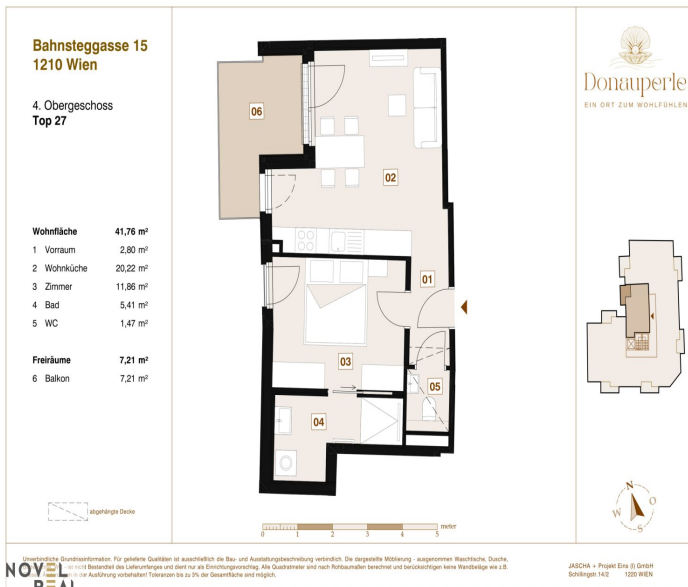 Bahnsteggasse 15
1210 Wien
4. Obergeschoss
Top 27
Wohnfläche 41,76 m²
1 Vorraum 2,80 m²
2 Wohnküche 20,22 m²
3 Zimmer 11,86 m²
4 Bad 5,41 m²
5 WC 1,47 m²
Freiräume 7,21 m²
6 Balkon 7,21 m²
abgehängte Decke
06
02
01
03
05
04
0 1 2 3 4 5 meter
Donauperle
EIN ORT ZUM WOHLFÜHLEN
N
W O
S
Unverbindliche Grundrissinformation. Für gelieferte Qualitäten ist ausschließlich die Bau- und Ausstattungsbeschreibung verbindlich. Die dargestellte Möblierung - ausgenommen Waschtische, Dusche,
ist nicht Bestandteil des Lieferumfanges und dient nur als Einrichtungsvorschlag. Alle Quadratmeter sind nach Rohbaumaßen berechnet und berücksichtigen keine Wandbeläge wie z.B.
in der Ausführung vorbehalten! Toleranzen bis zu 3% der Gesamtfläche sind möglich.
JASCHA + Projekt Eins (I) GmbH
Schillingstr.14/2 1220 WIEN
NOVEL
REAL